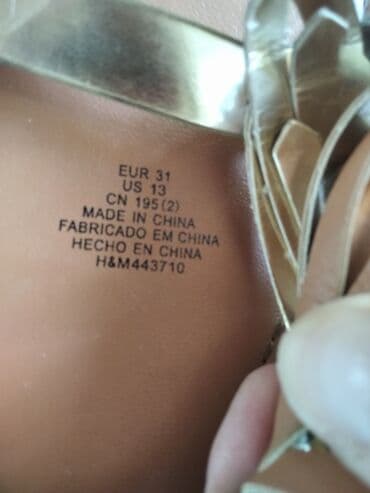 EUR 31
US 13
CN 195(2)
MADE IN CHINA
FABRICADO EM CHINA
HECHO EN CHINA
H&M443710